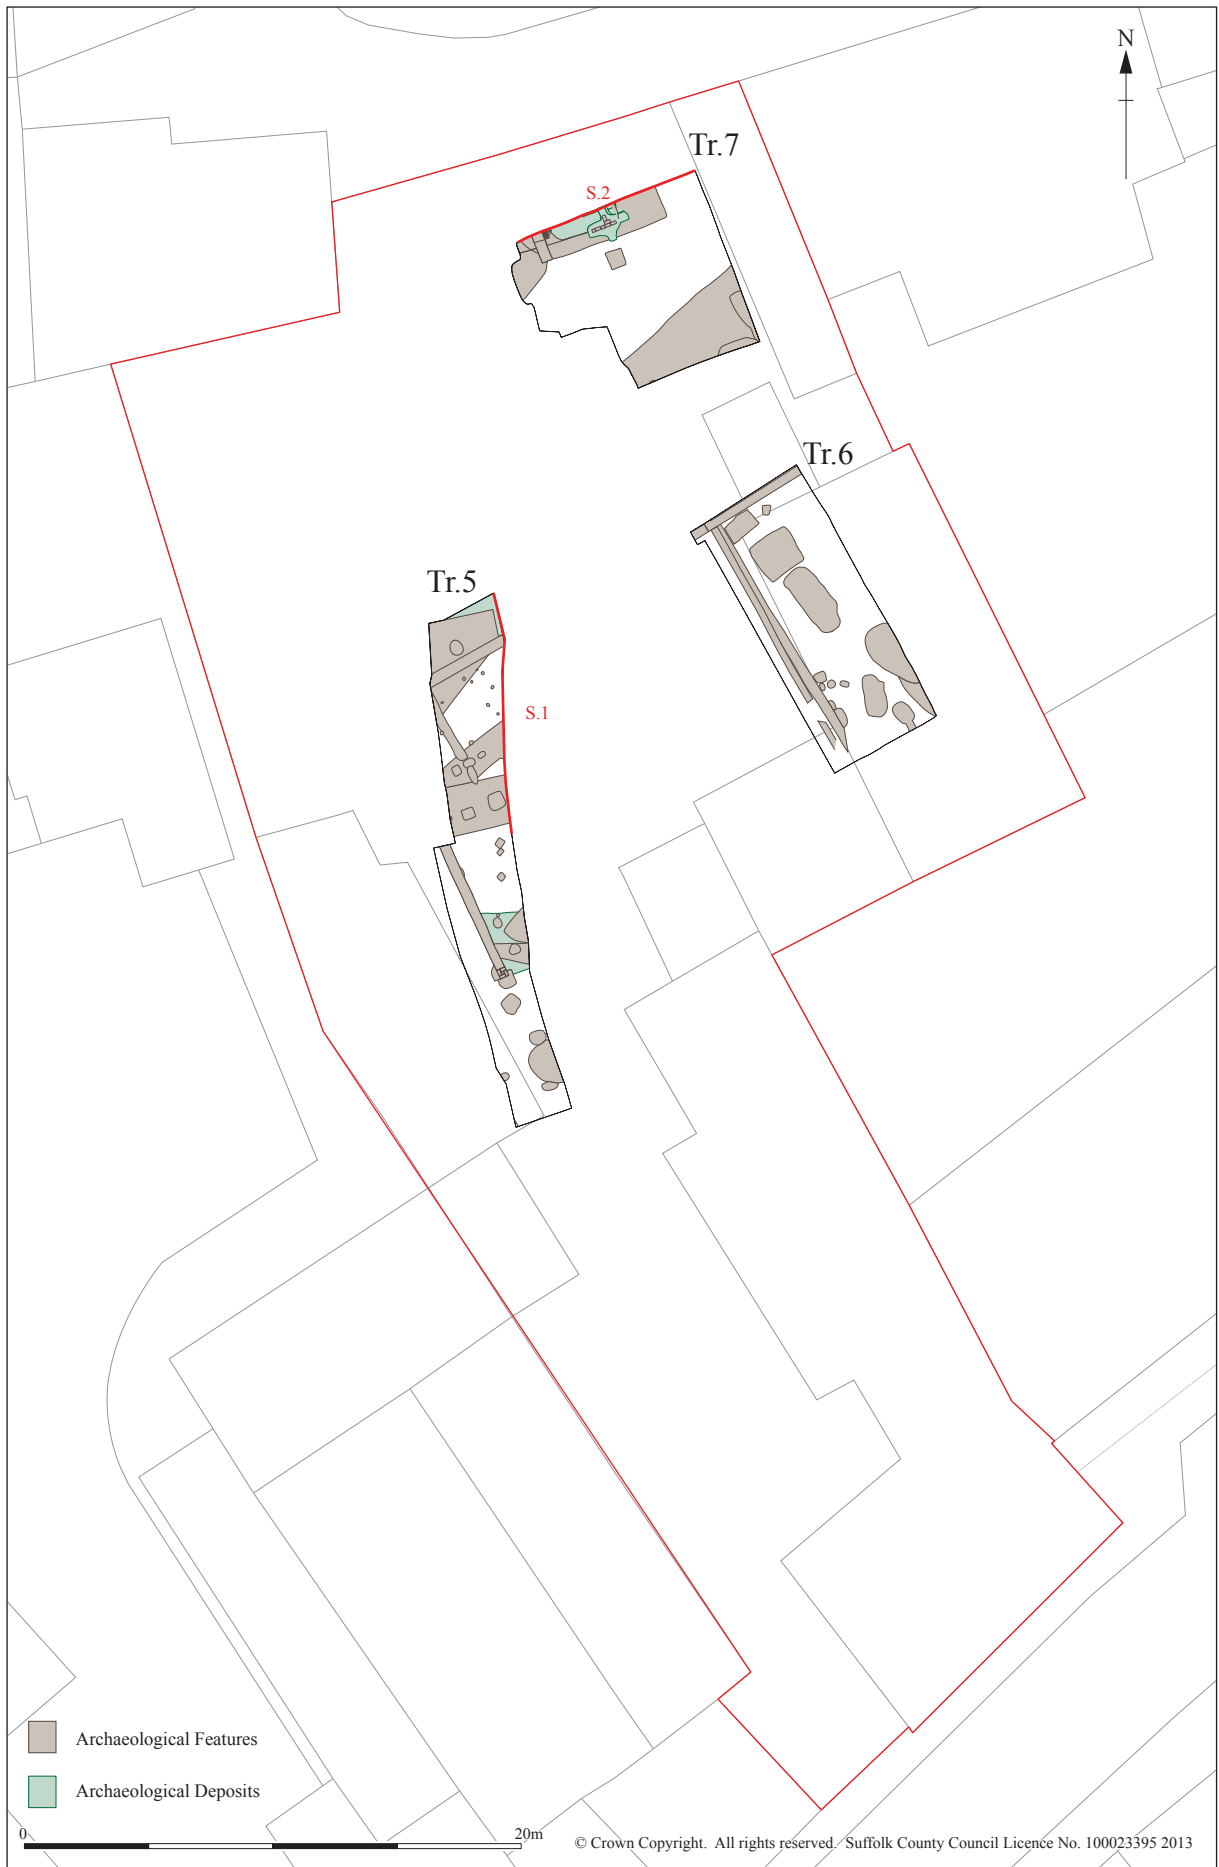 N
Tr.7
S.2
Tr.6
Tr.5
S.1
Archaeological Features
Archaeological Deposits
0 20m
© Crown Copyright. All rights reserved. Suffolk County Council Licence No. 100023395 2013